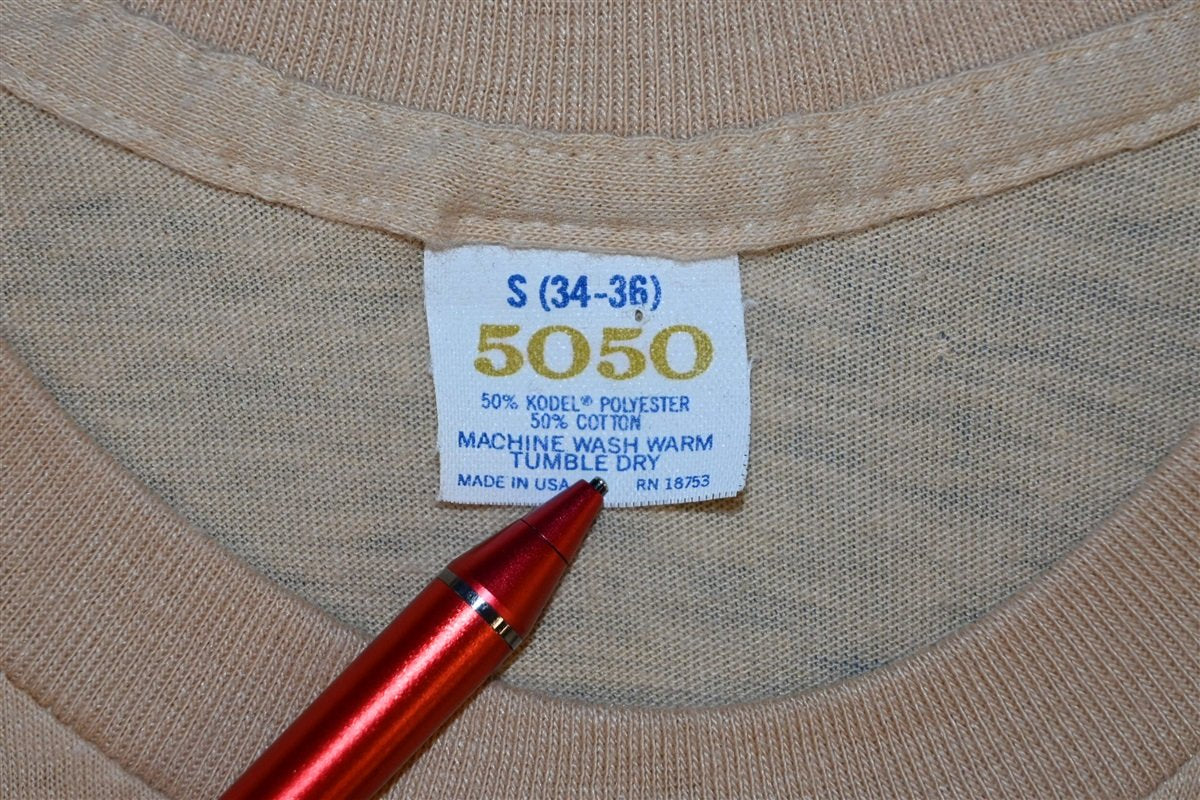 S (34-36)
5050
50% KODEL® POLYESTER
50% COTTON
MACHINE WASH WARM
TUMBLE DRY
MADE IN USA RN 18753